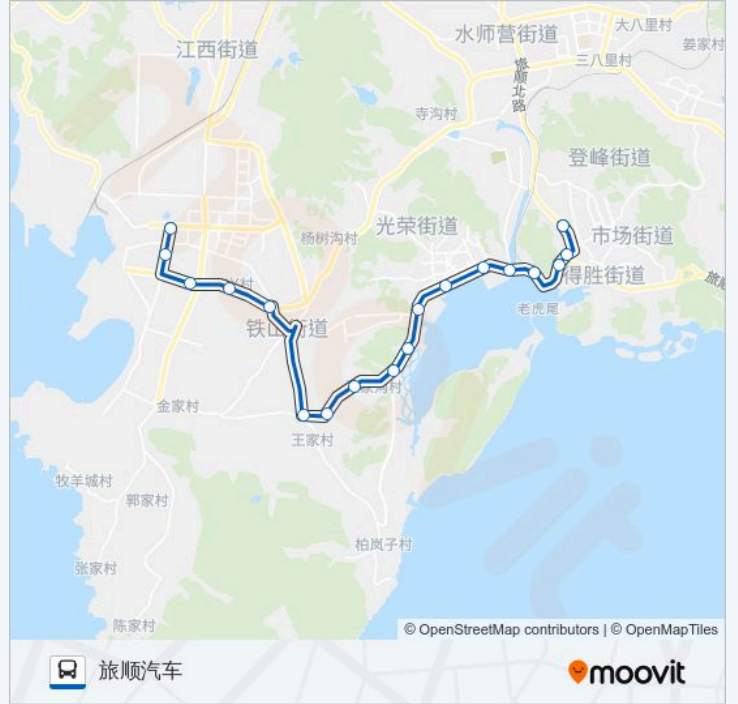 水师营街道
大八里村
江西街道
姜家村
三八里村
旅顺北路
寺沟村
登峰街道
光荣街道
杨树沟村
市场街道
得胜街道
旅顺
老虎尾
铁山街道
金家村
王家村
牧羊城村
郭家村
柏岚子村
张家村
陈家村
© OpenStreetMap contributors | © OpenMapTiles
旅顺汽车
moovit